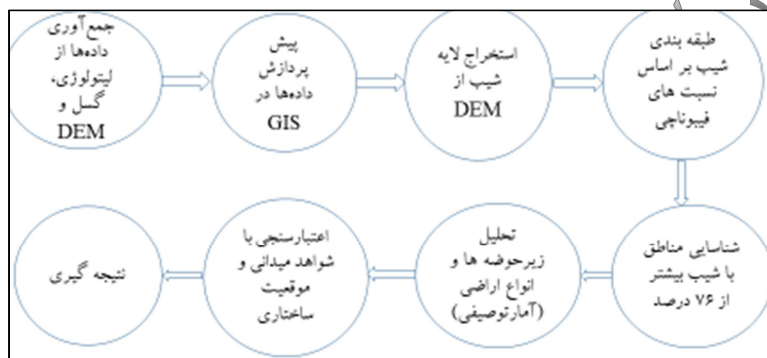 جمع‌آوری
داده‌ها از
لیتولوژی،
گسل و
DEM
پیش
پردازش
داده‌ها در
GIS
استخراج لایه
شیب از
DEM
طبقه بندی
شیب بر اساس
نسبت های
فیبوناچی
شناسایی مناطق
با شیب بیشتر
از ۷۶ درصد
تحلیل
زیرحوضه ها و
انواع اراضی
(آمارتوصیفی)
اعتبارسنجی با
شواهد میدانی و
موقعیت
ساختاری
نتیجه گیری